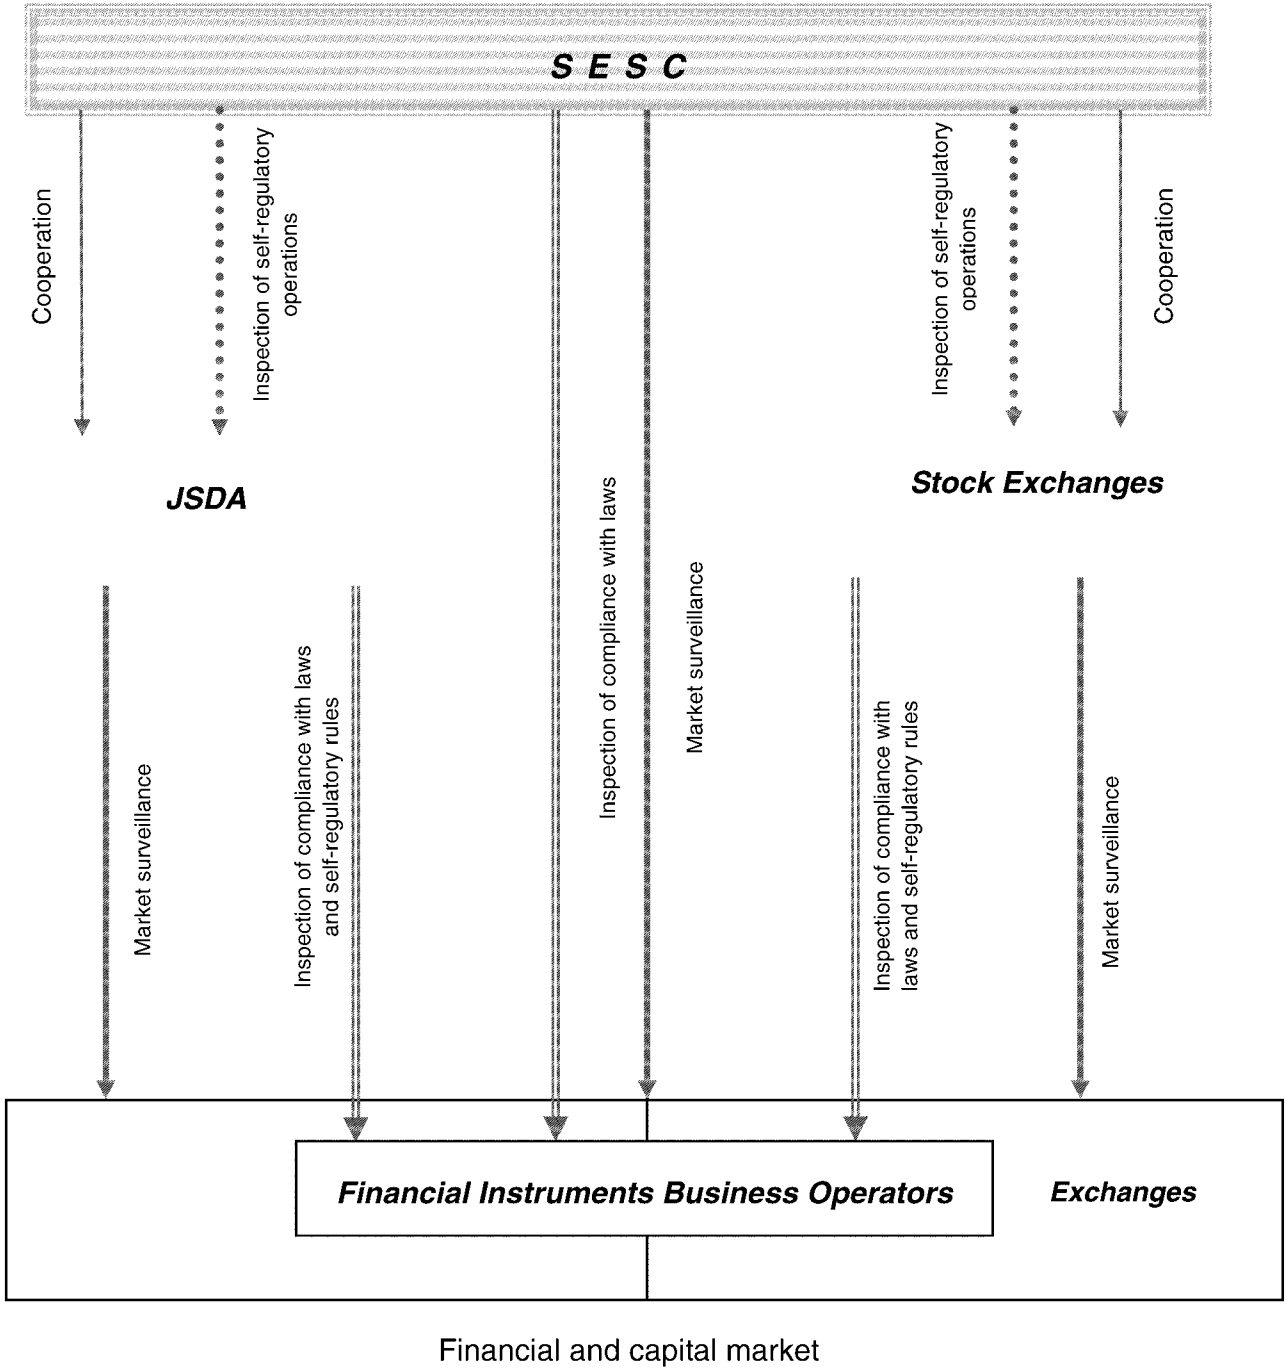 S E S C
Cooperation
Inspection of self-regulatory
operations
Inspection of self-regulatory
operations
Cooperation
JSDA
Stock Exchanges
Market surveillance
Inspection of compliance with laws
and self-regulatory rules
Inspection of compliance with laws
Market surveillance
Inspection of compliance with
laws and self-regulatory rules
Market surveillance
Financial Instruments Business Operators
Exchanges
Financial and capital market